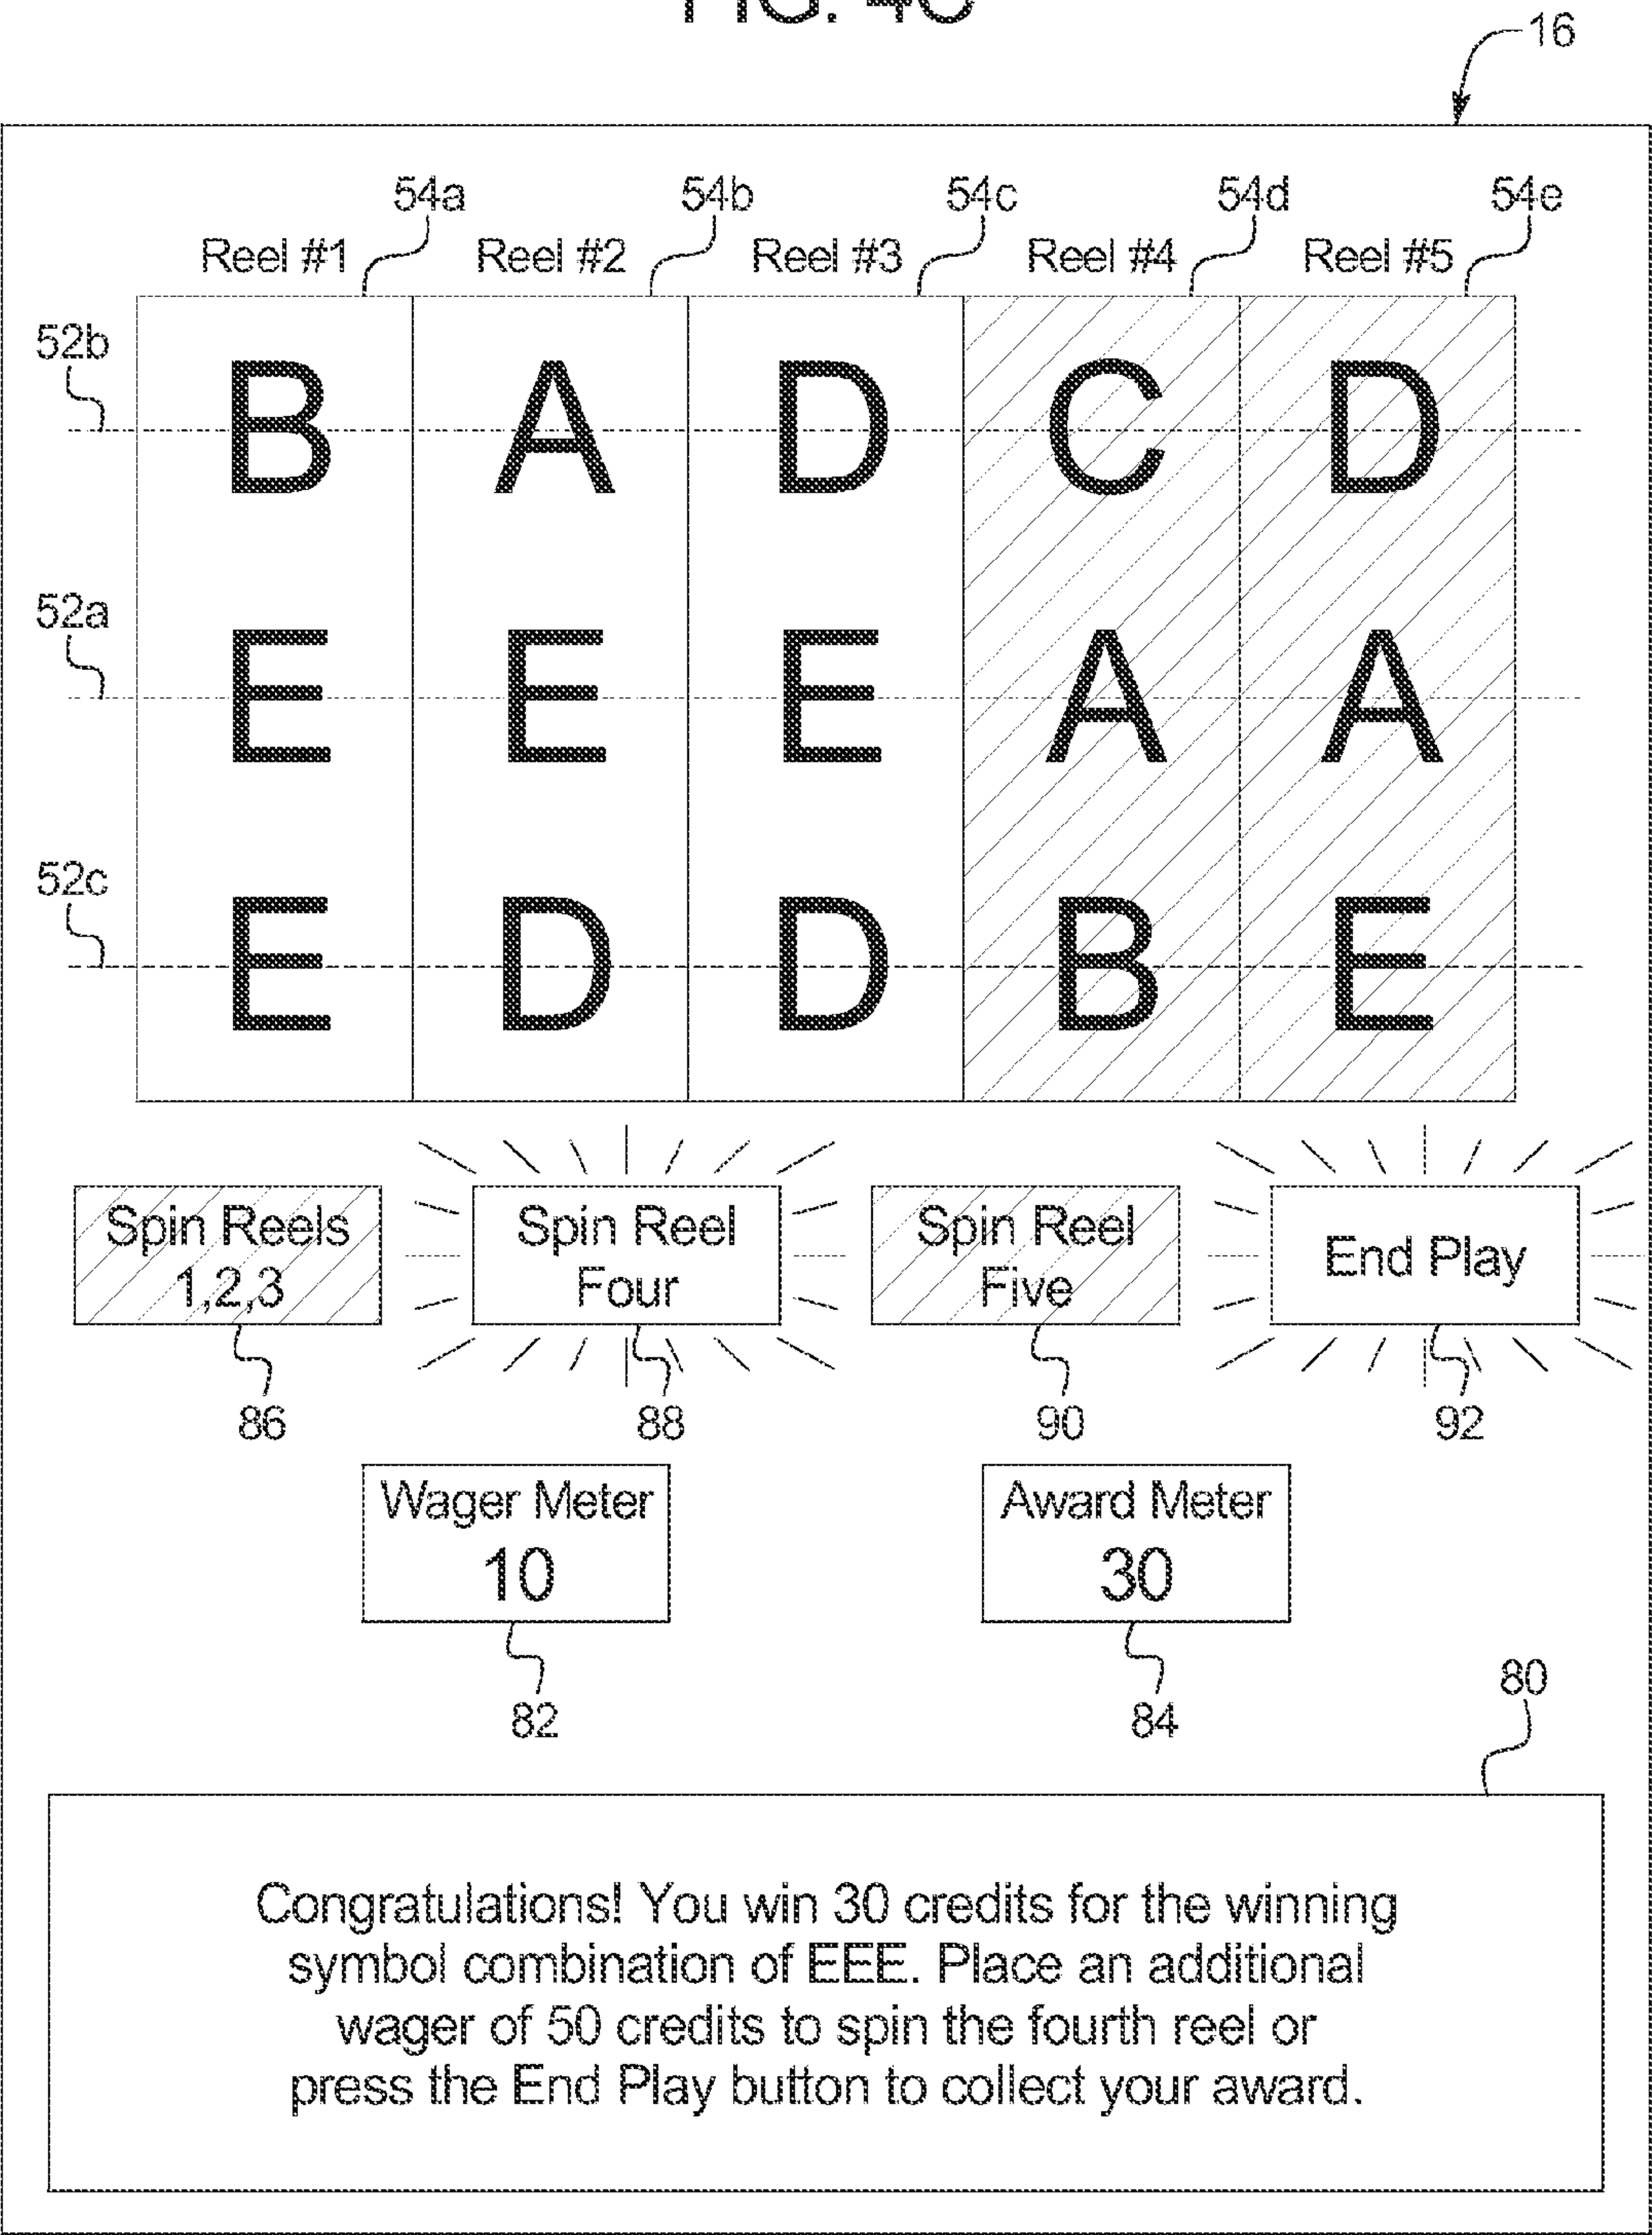 FIG. 4C
16
54a 54b 54c 54d 54e
Reel #1 Reel #2 Reel #3 Reel #4 Reel #5
52b
B A D C D
52a
E E E A A
52c
E D D B E
Spin Reels 1,2,3
Spin Reel Four
Spin Reel Five
End Play
86 88 90 92
Wager Meter
10
Award Meter
30
82 84
80
Congratulations! You win 30 credits for the winning
symbol combination of EEE. Place an additional
wager of 50 credits to spin the fourth reel or
press the End Play button to collect your award.